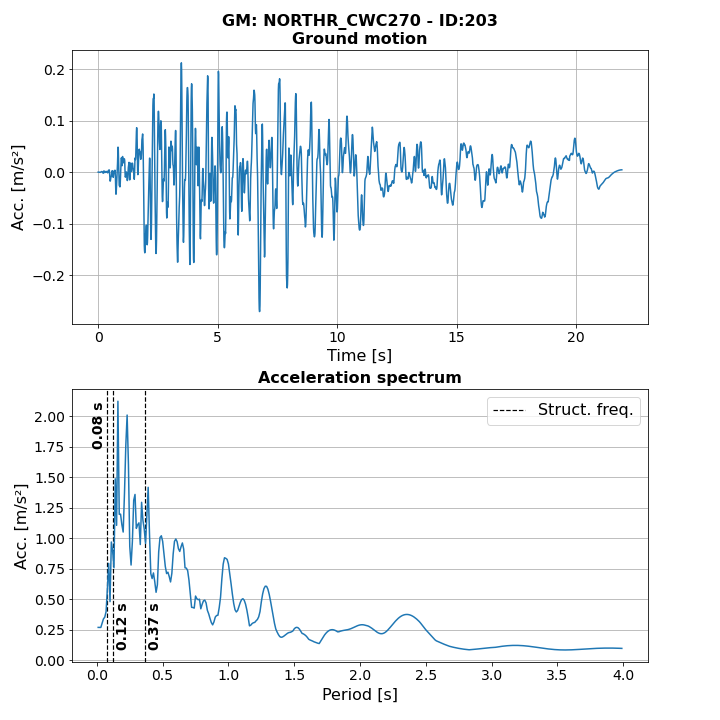 GM: NORTHR_CWC270 - ID:203
Ground motion
Acc. [m/s²]
0.2
0.1
0.0
−0.1
−0.2
0 5 10 15 20
Time [s]
Acceleration spectrum
Acc. [m/s²]
2.00
1.75
1.50
1.25
1.00
0.75
0.50
0.25
0.00
Struct. freq.
0.08 s
0.12 s
0.37 s
0.0 0.5 1.0 1.5 2.0 2.5 3.0 3.5 4.0
Period [s]